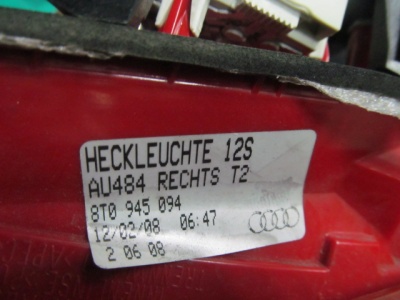 HECKLEUCHTE 12S
AU484 RECHTS T2
8T0 945 094
12/02/08 06:47
2 06 08